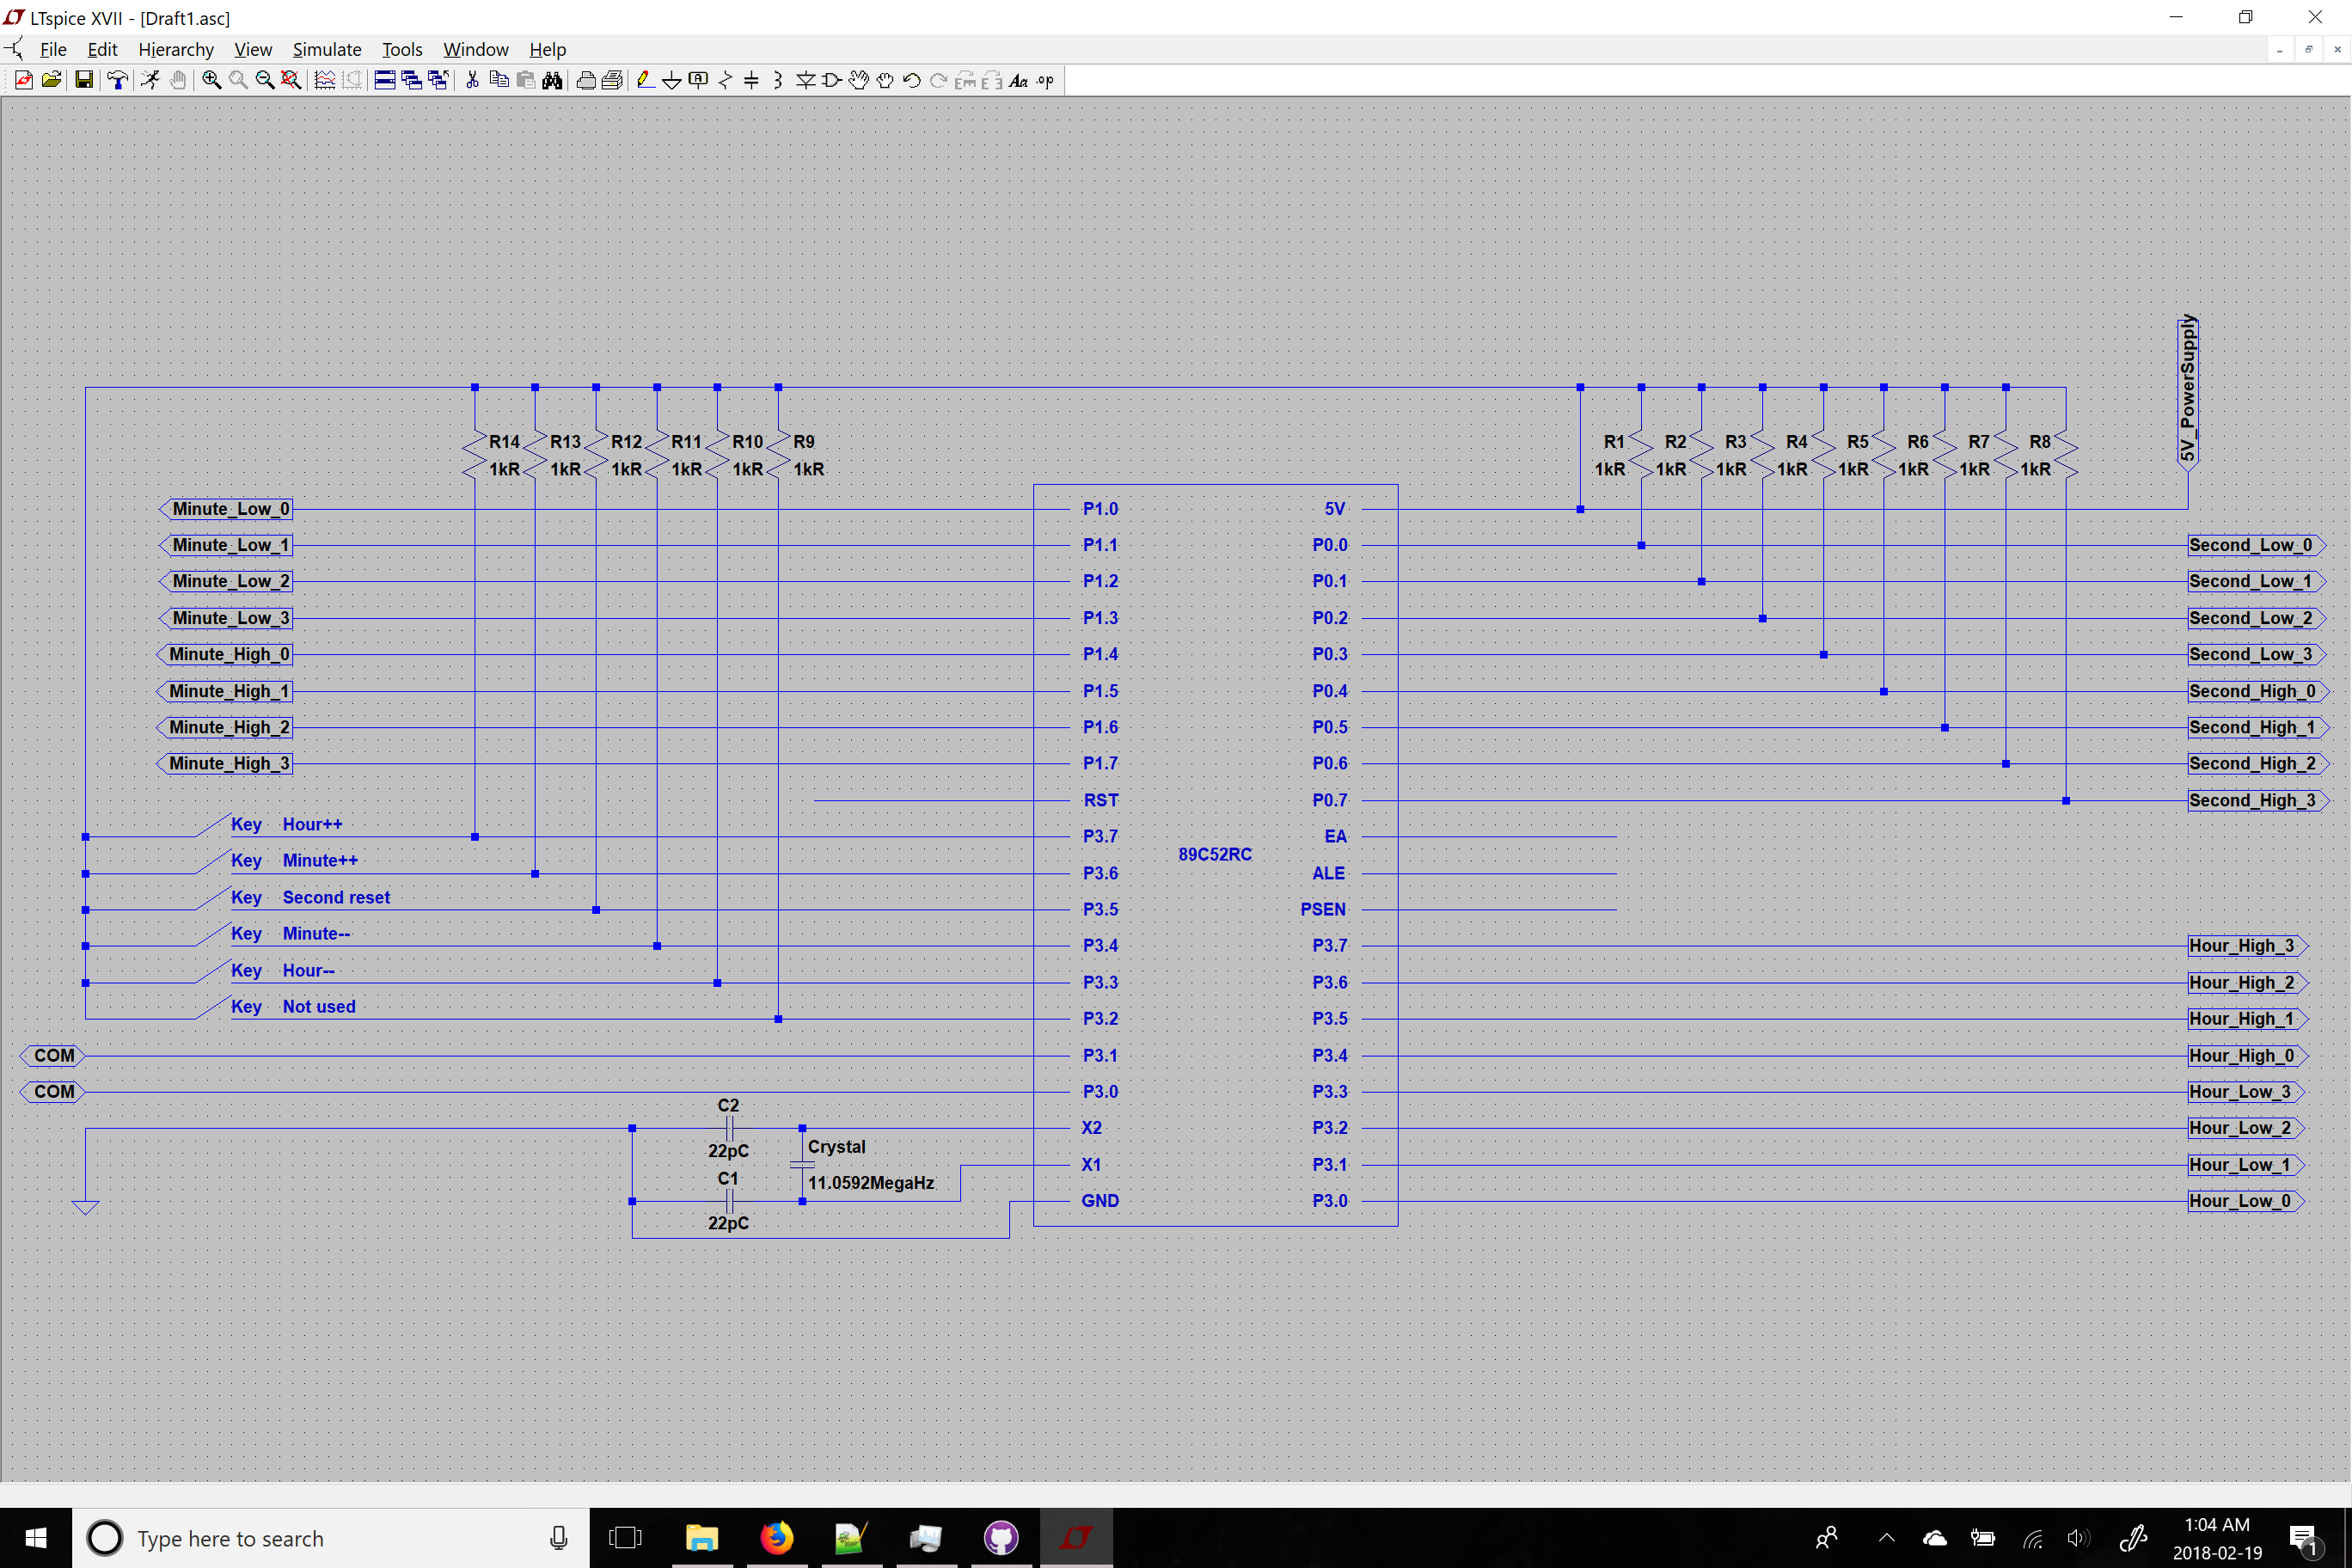 LTspice XVII - [Draft1.asc]
File Edit Hierarchy View Simulate Tools Window Help
Aa .op
5V_PowerSupply
R14 R13 R12 R11 R10 R9 R1 R2 R3 R4 R5 R6 R7 R8
1kR 1kR 1kR 1kR 1kR 1kR 1kR 1kR 1kR 1kR 1kR 1kR 1kR 1kR
Minute_Low_0 P1.0 5V
Minute_Low_1 P1.1 P0.0 Second_Low_0
Minute_Low_2 P1.2 P0.1 Second_Low_1
Minute_Low_3 P1.3 P0.2 Second_Low_2
Minute_High_0 P1.4 P0.3 Second_Low_3
Minute_High_1 P1.5 P0.4 Second_High_0
Minute_High_2 P1.6 P0.5 Second_High_1
Minute_High_3 P1.7 P0.6 Second_High_2
RST P0.7 Second_High_3
Key Hour++
P3.7 EA
89C52RC
Key Minute++
P3.6 ALE
Key Second reset
P3.5 PSEN
Key Minute--
P3.4 P3.7 Hour_High_3
Key Hour--
P3.3 P3.6 Hour_High_2
Key Not used
P3.2 P3.5 Hour_High_1
COM P3.1 P3.4 Hour_High_0
COM P3.0 P3.3 Hour_Low_3
C2
X2 P3.2 Hour_Low_2
22pC Crystal
X1 P3.1 Hour_Low_1
C1 11.0592MegaHz
GND P3.0 Hour_Low_0
22pC
Type here to search
1:04 AM
2018-02-19
1